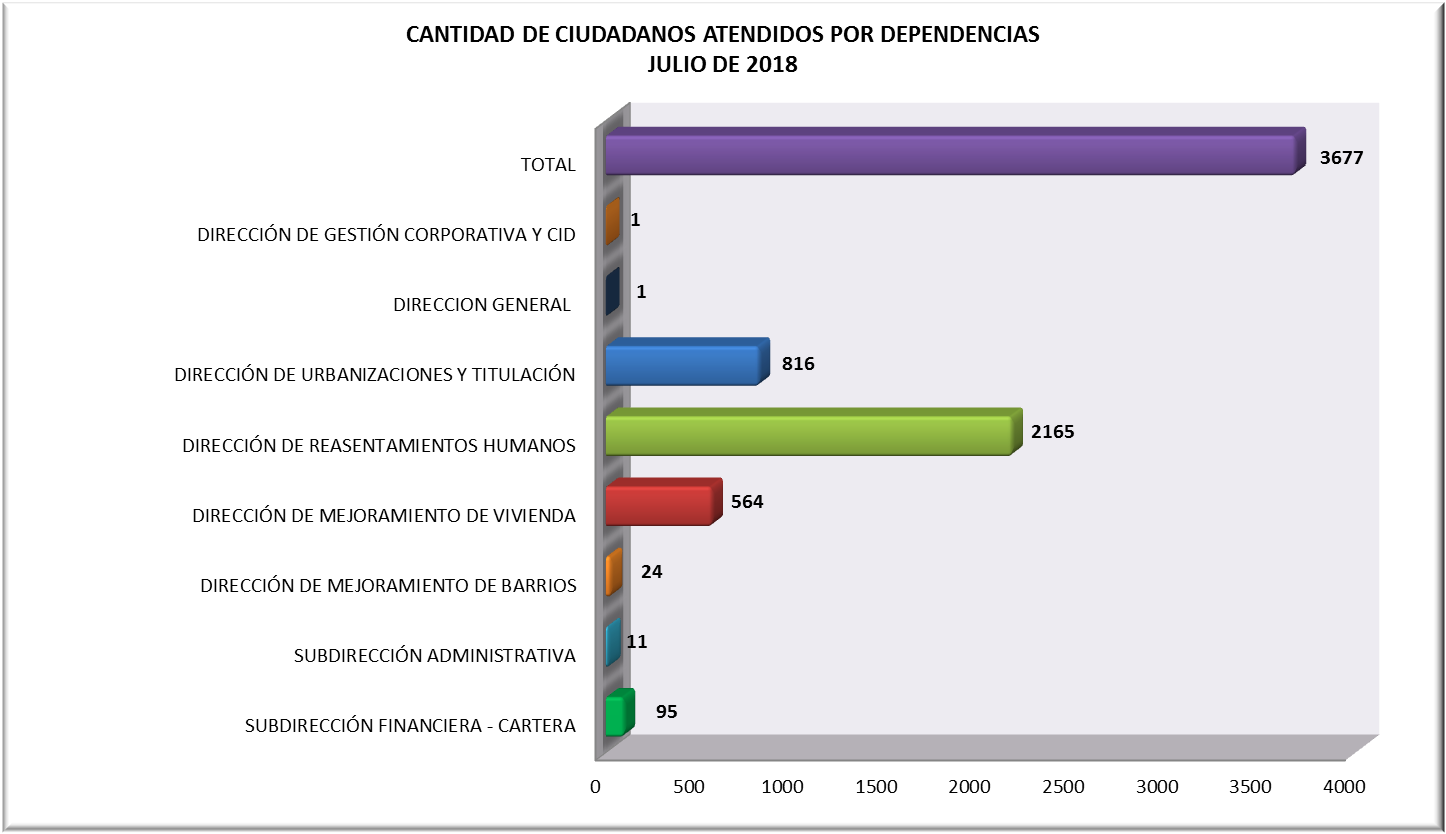 CANTIDAD DE CIUDADANOS ATENDIDOS POR DEPENDENCIAS
JULIO DE 2018
TOTAL 3677
DIRECCIÓN DE GESTIÓN CORPORATIVA Y CID 1
DIRECCION GENERAL 1
DIRECCIÓN DE URBANIZACIONES Y TITULACIÓN 816
DIRECCIÓN DE REASENTAMIENTOS HUMANOS 2165
DIRECCIÓN DE MEJORAMIENTO DE VIVIENDA 564
DIRECCIÓN DE MEJORAMIENTO DE BARRIOS 24
SUBDIRECCIÓN ADMINISTRATIVA 11
SUBDIRECCIÓN FINANCIERA - CARTERA 95
0 500 1000 1500 2000 2500 3000 3500 4000